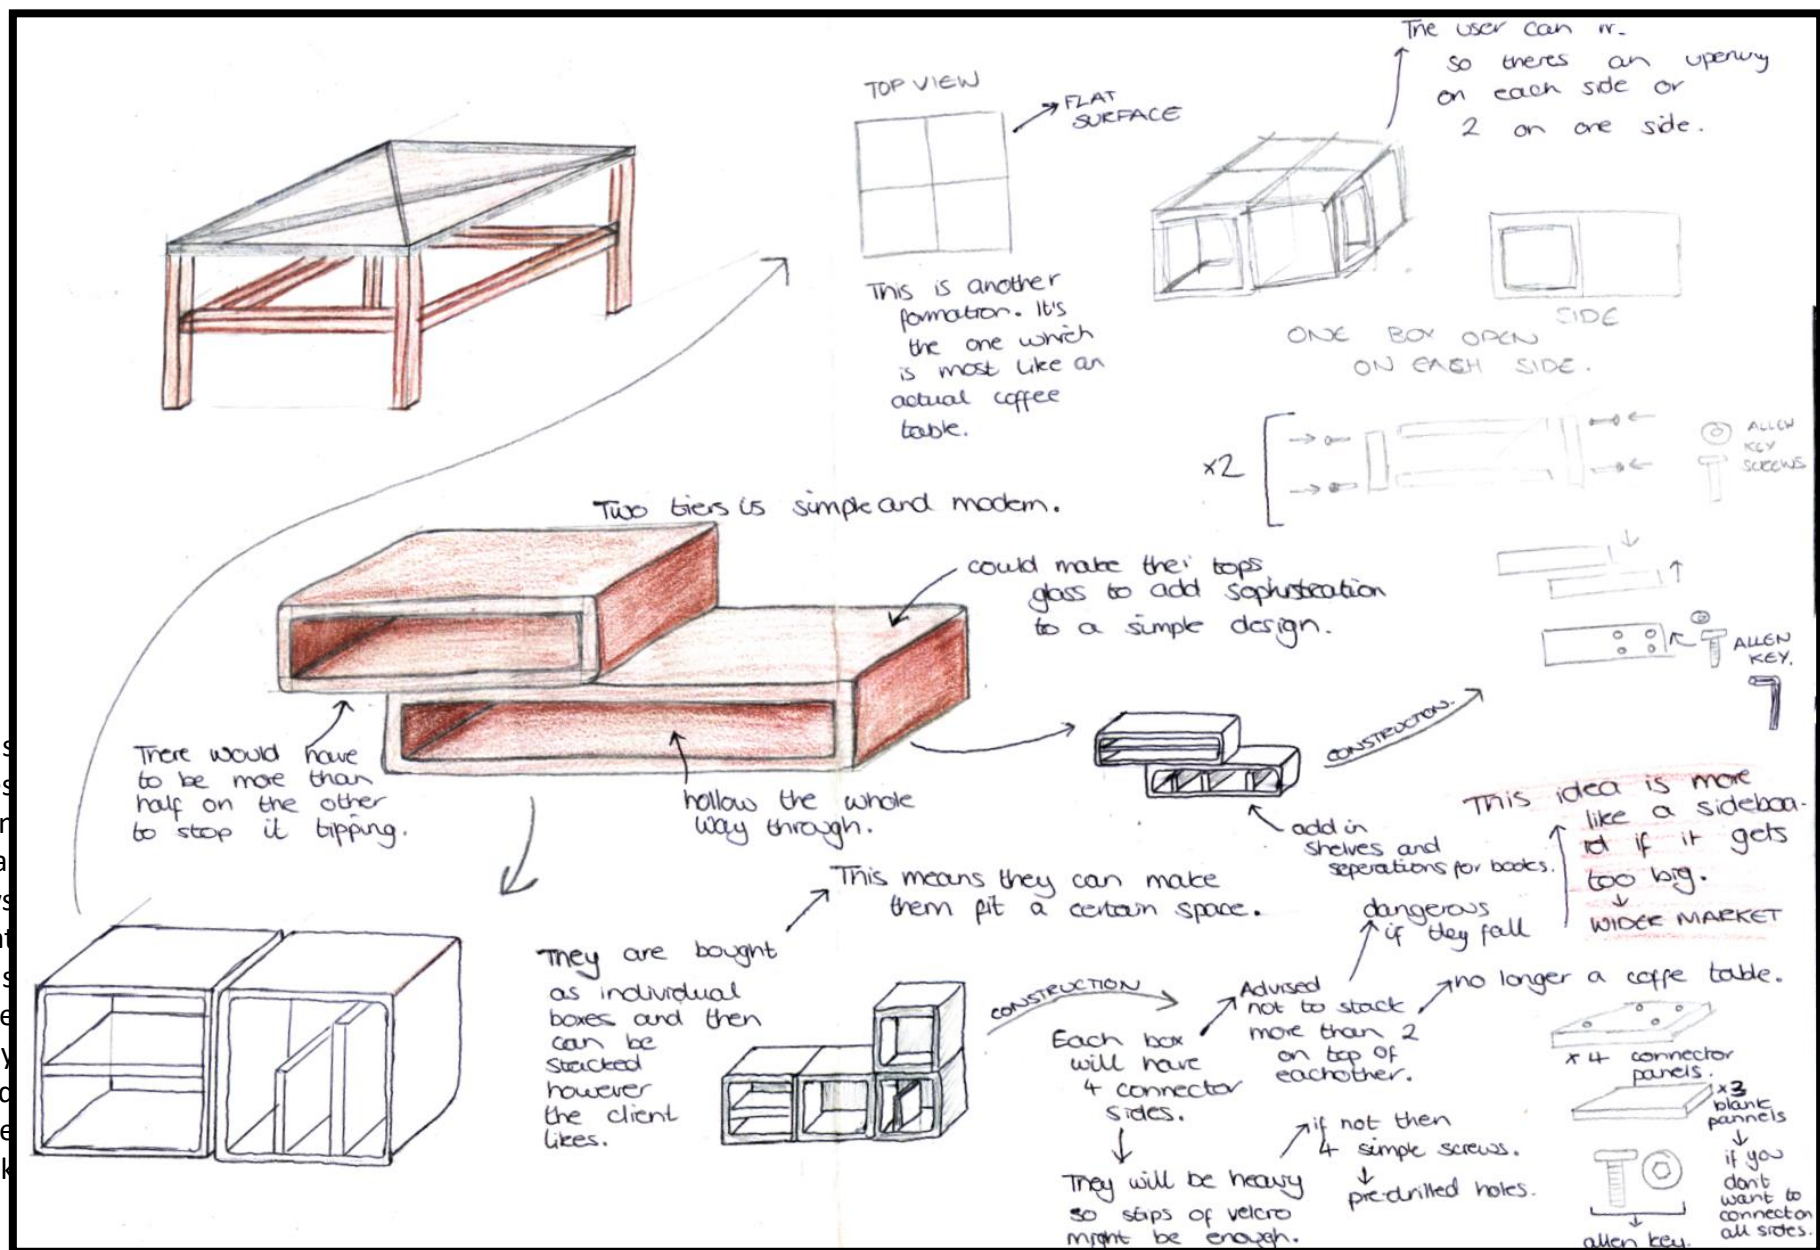 TOP VIEW
FLAT
SURFACE
The user can
so theres an
on each side or
2 on one side.
This is another
formation. It's
the one which
is most like an
actual coffee
table.
SIDE
ONE BOX OPEN
ON EACH SIDE.
x2
ALLEN
KEY
SCREWS
Two tiers is simple and modern.
could make their tops
glass to add sophistication
to a simple design.
ALLEN
KEY.
There would have
to be more than
half on the other
to stop it tipping.
hollow the whole
way through.
CONSTRUCTION.
add in
shelves and
seperations for books.
This idea is more
like a sideboa-
rd if it gets
too big.
WIDER MARKET
This means they can make
them fit a certain space.
They are bought
as individual
boxes and then
can be
stacked
however
the client
likes.
CONSTRUCTION
Each box
will have
4 connector
sides.
Advised
not to stack
more than 2
on top of
eachother.
dangerous
if they fall
no longer a coffe table.
They will be heavy
so strips of velcro
might be enough.
if not then
4 simple screws.
pre-drilled holes.
x 4 connector
panels.
x3
blank
pannels
if you
dont
want to
connect on
all sides.
allen key.